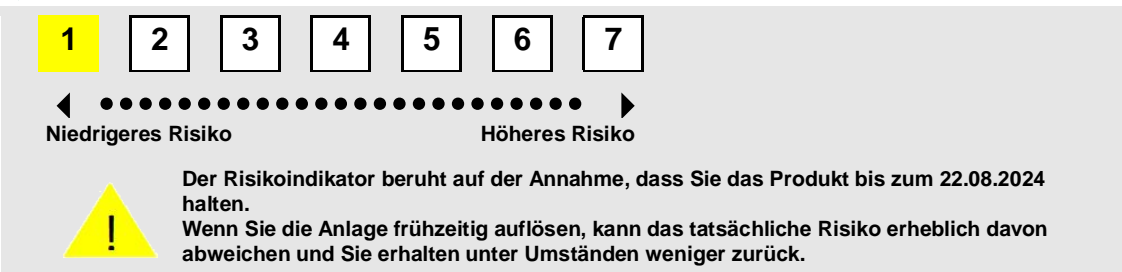 1 2 3 4 5 6 7
Niedrigeres Risiko Höheres Risiko
Der Risikoindikator beruht auf der Annahme, dass Sie das Produkt bis zum 22.08.2024
halten.
Wenn Sie die Anlage frühzeitig auflösen, kann das tatsächliche Risiko erheblich davon
abweichen und Sie erhalten unter Umständen weniger zurück.
!